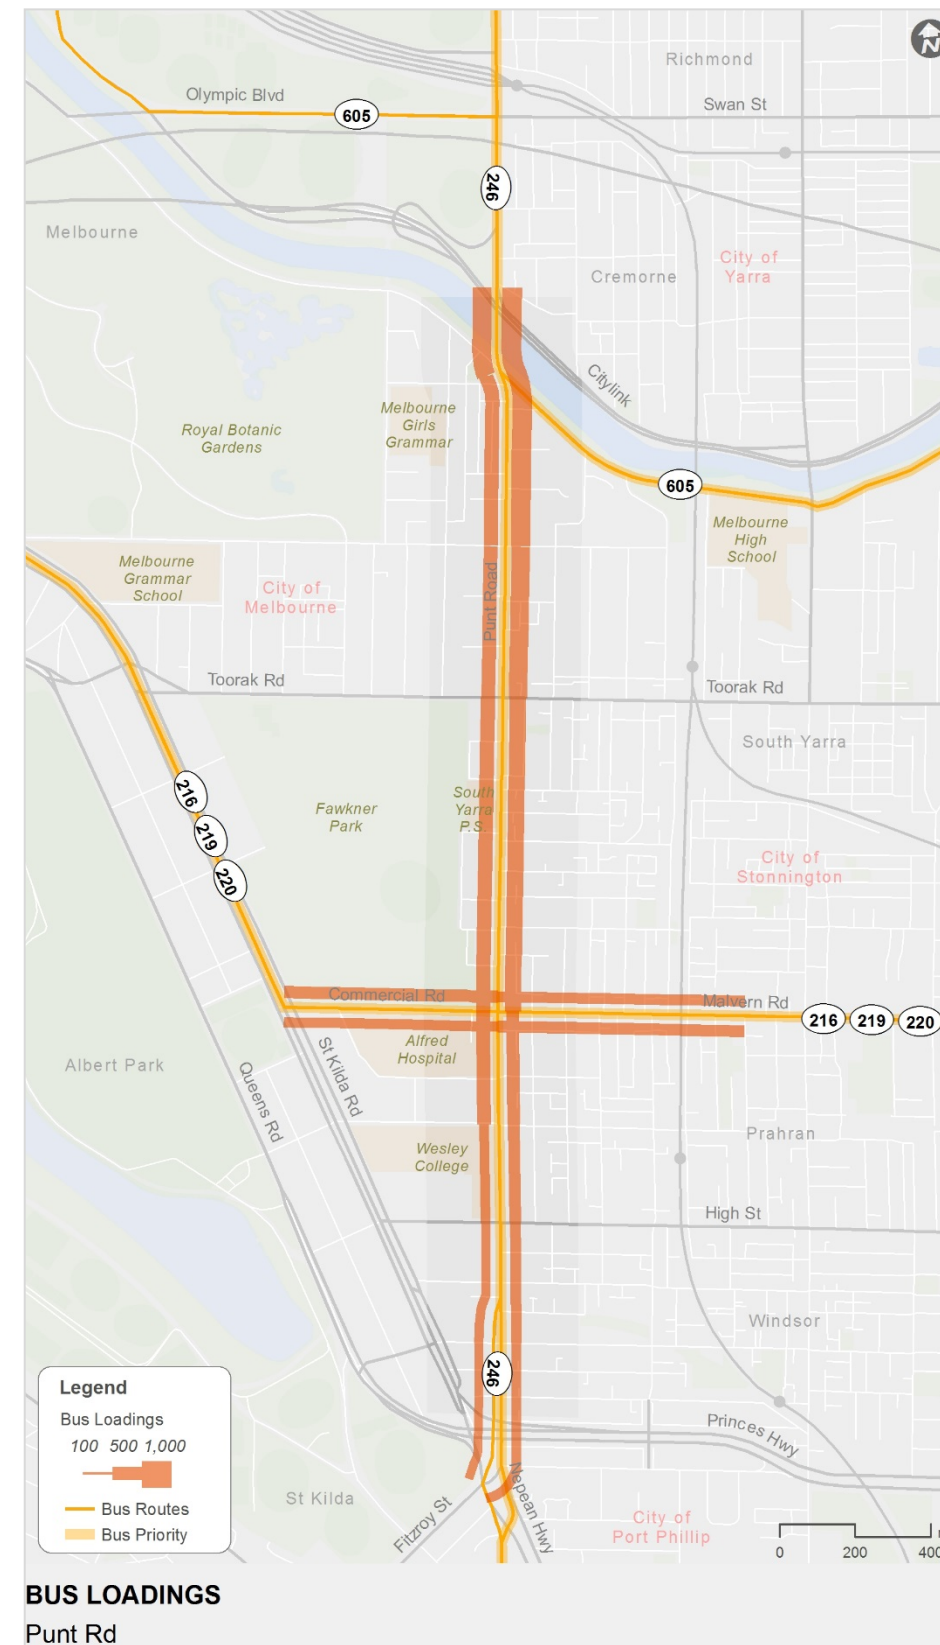 N
Richmond
Olympic Blvd
Swan St
605
246
Melbourne
City of
Yarra
Cremorne
Citylink
Melbourne
Girls
Grammar
Royal Botanic
Gardens
605
Melbourne
High
School
Melbourne
Grammar
School
City of
Melbourne
Punt Road
Toorak Rd
Toorak Rd
South Yarra
216
219
220
Fawkner
Park
South
Yarra
P.S.
City of
Stonnington
Commercial Rd
Malvern Rd
216
219
220
Alfred
Hospital
Albert Park
Queens Rd
St Kilda Rd
Prahran
Wesley
College
High St
Windsor
246
Princes Hwy
Legend
Bus Loadings
100 500 1,000
Bus Routes
Bus Priority
St Kilda
Fitzroy St
Nepean Hwy
City of
Port Phillip
0 200 400
BUS LOADINGS
Punt Rd